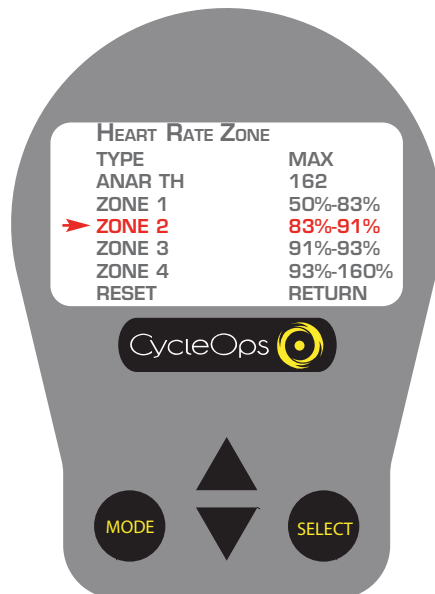 Heart Rate Zone
TYPE MAX
ANAR TH 162
ZONE 1 50%-83%
ZONE 2 83%-91%
ZONE 3 91%-93%
ZONE 4 93%-160%
RESET RETURN
CycleOps
MODE SELECT